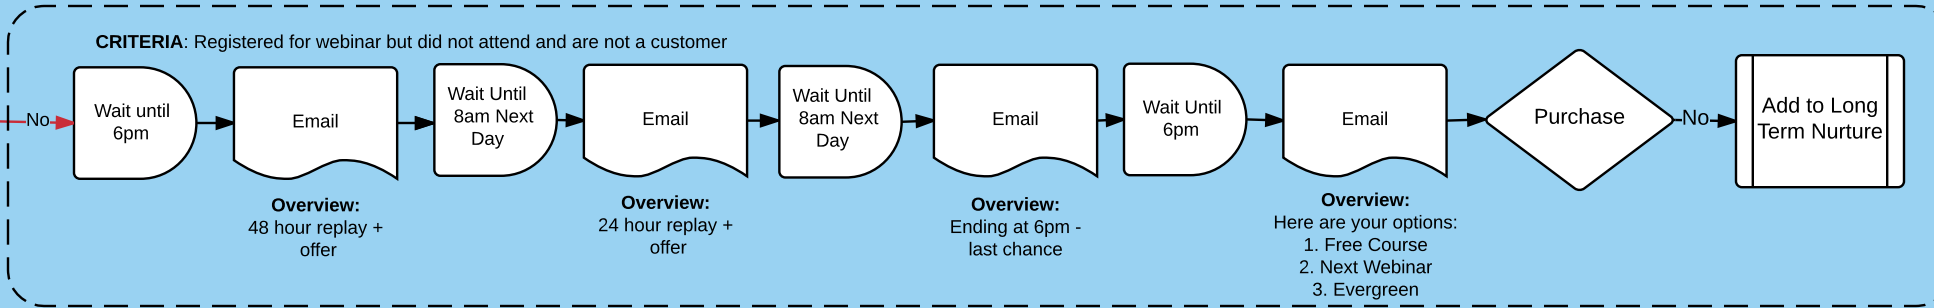 CRITERIA: Registered for webinar but did not attend and are not a customer
No
Wait until
6pm
Email
Overview:
48 hour replay +
offer
Wait Until
8am Next
Day
Email
Overview:
24 hour replay +
offer
Wait Until
8am Next
Day
Email
Overview:
Ending at 6pm -
last chance
Wait Until
6pm
Email
Overview:
Here are your options:
1. Free Course
2. Next Webinar
3. Evergreen
Purchase
No
Add to Long
Term Nurture